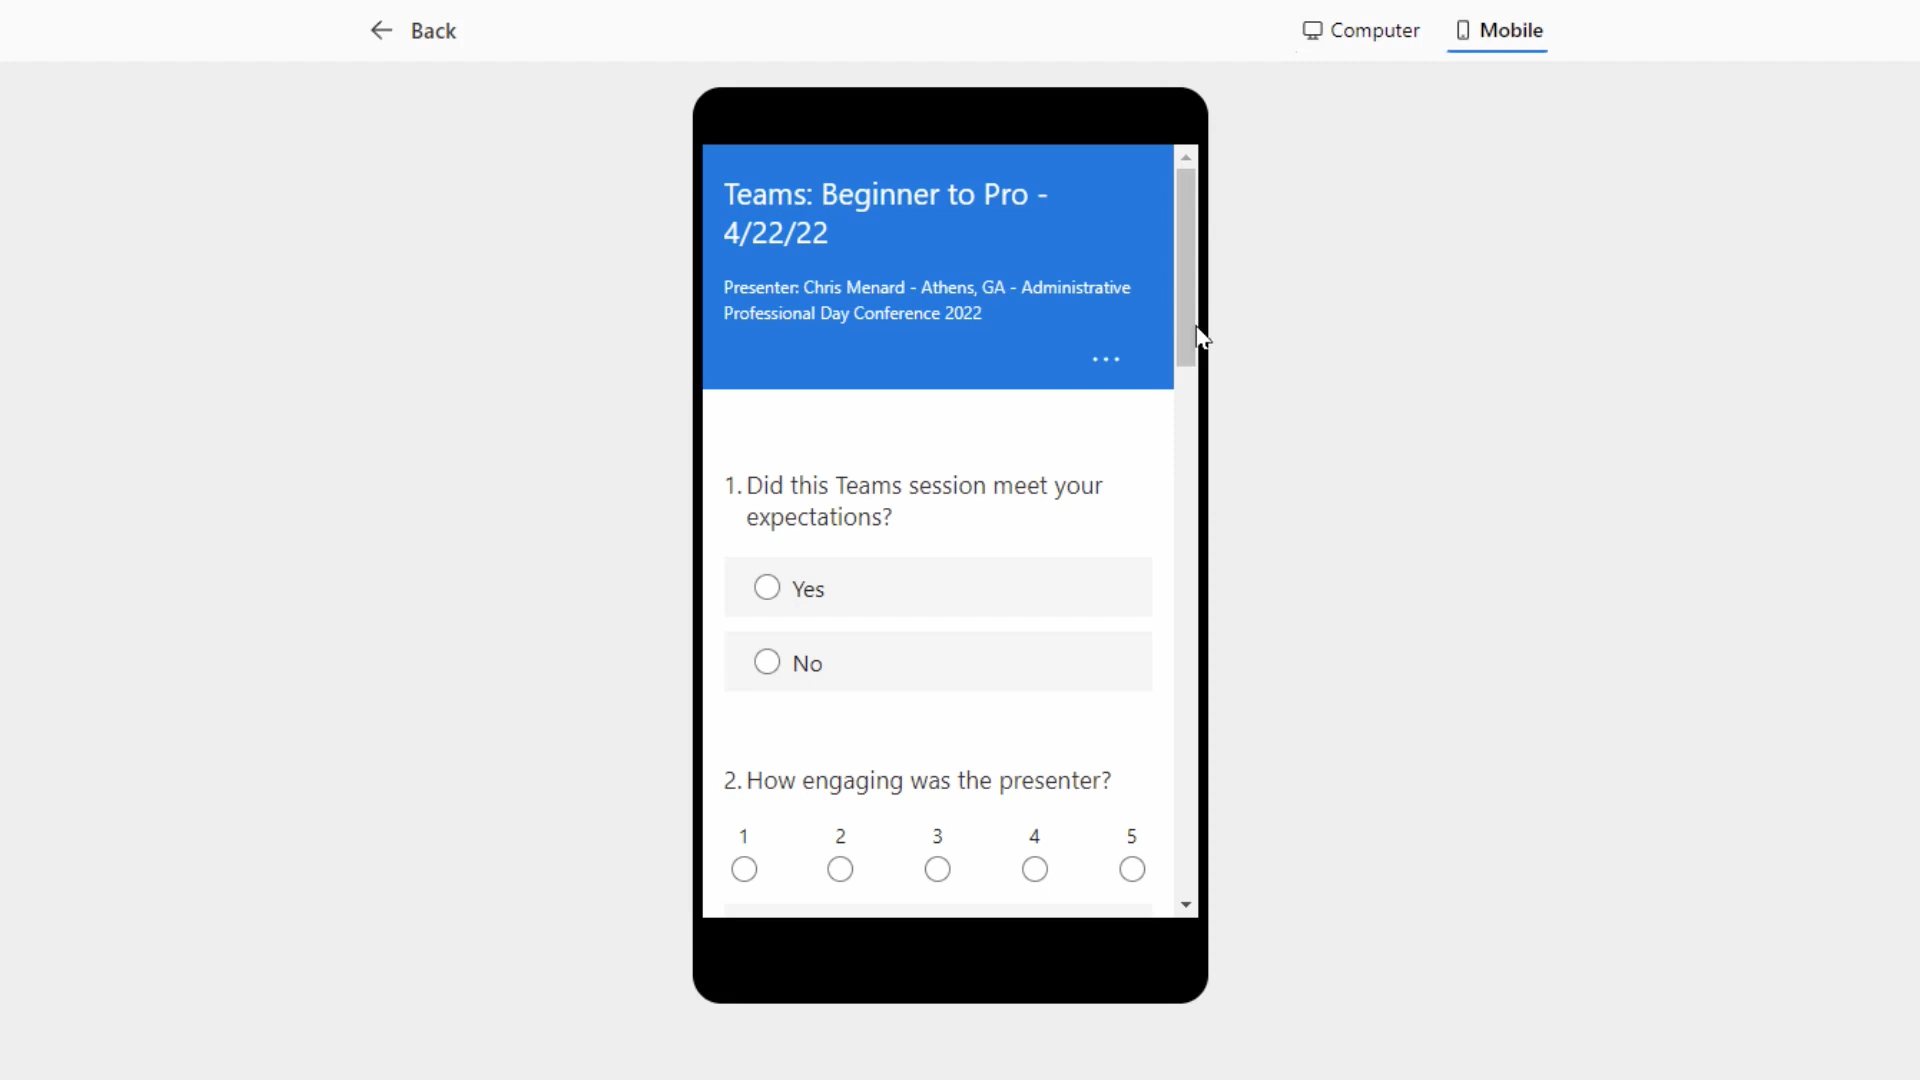 Back
Computer
Mobile
Teams: Beginner to Pro -
4/22/22
Presenter: Chris Menard - Athens, GA - Administrative
Professional Day Conference 2022
...
1. Did this Teams session meet your
expectations?
Yes
No
2. How engaging was the presenter?
1 2 3 4 5